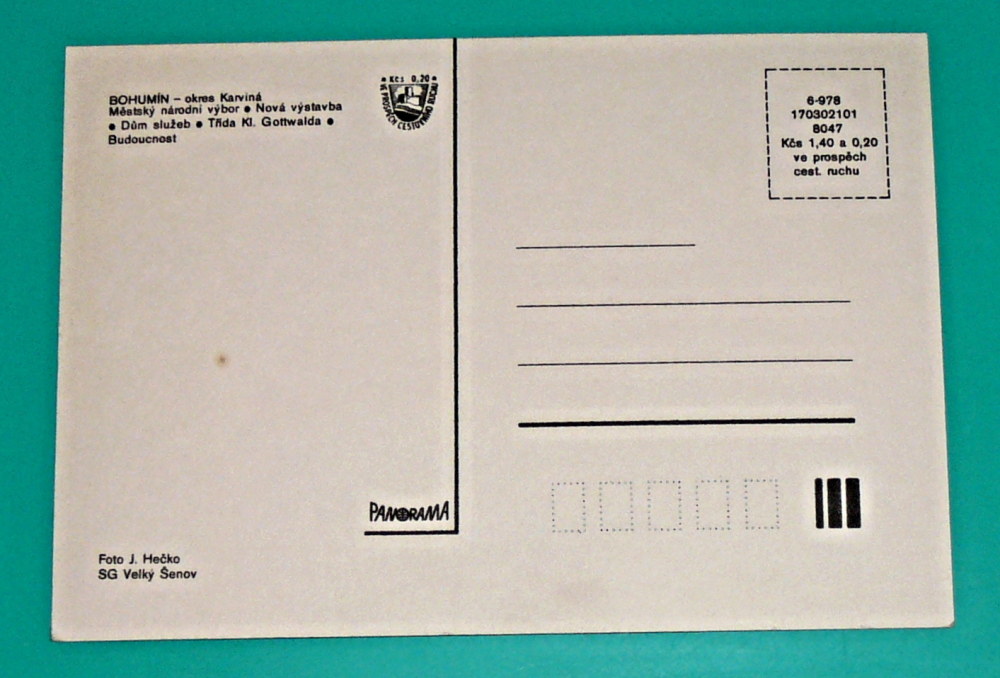 BOHUMÍN – okres Karviná
Městský národní výbor ● Nová výstavba
● Dům služeb ● Třída Kl. Gottwalda ●
Budoucnost
● Kčs 0,20 ●
VE PROSPĚCH CESTOVNÍHO RUCHU
6-978
170302101
8047
Kčs 1,40 a 0,20
ve prospěch
cest. ruchu
PANORAMA
Foto J. Hečko
SG Velký Šenov